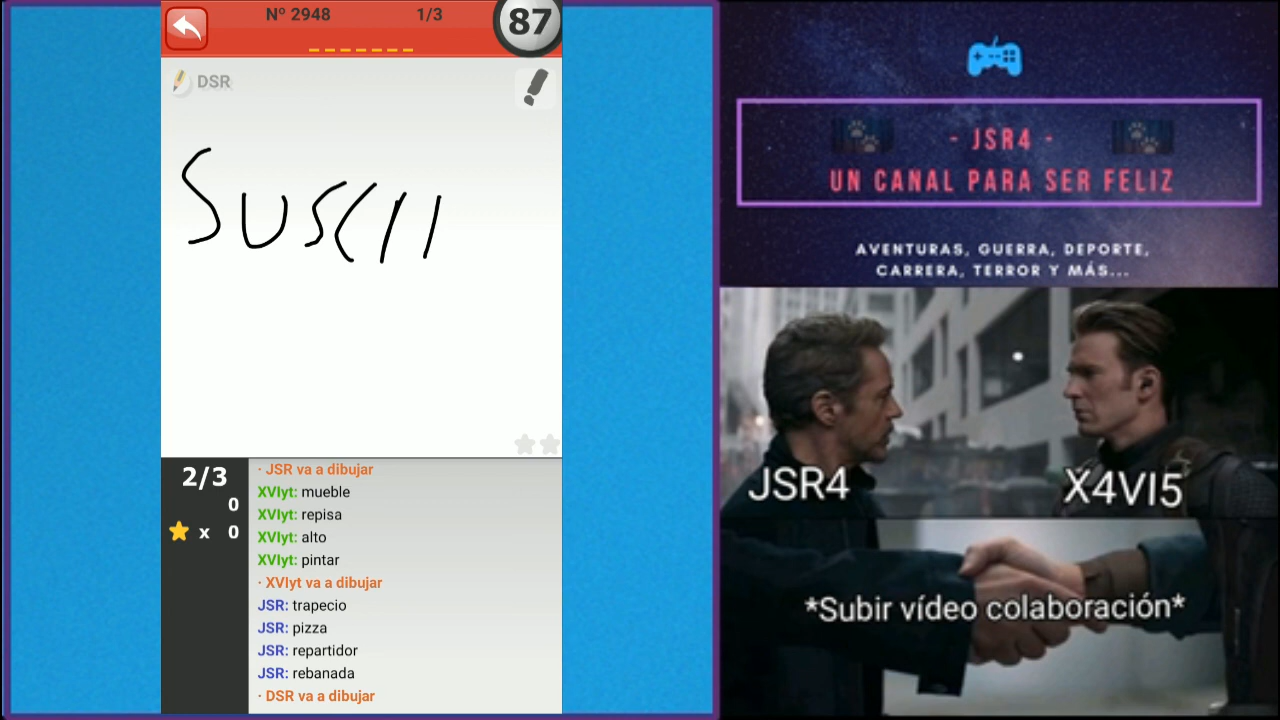 Nº 2948
1/3
87
DSR
2/3
0
x 0
· JSR va a dibujar
XVIyt: mueble
XVIyt: repisa
XVIyt: alto
XVIyt: pintar
· XVIyt va a dibujar
JSR: trapecio
JSR: pizza
JSR: repartidor
JSR: rebanada
· DSR va a dibujar
- JSR4 -
UN CANAL PARA SER FELIZ
AVENTURAS, GUERRA, DEPORTE,
CARRERA, TERROR Y MÁS...
JSR4
X4VI5
*Subir vídeo colaboración*